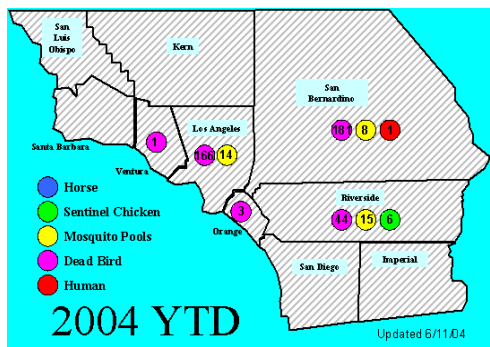 San
Luis
Obispo
Kern
San
Bernardino
Los Angeles
181 8 1
1
166 14
Santa Barbara
Ventura
Horse
Sentinel Chicken
Mosquito Pools
Dead Bird
Human
3
Orange
Riverside
44 15 6
San Diego
Imperial
2004 YTD
Updated 6/11/04